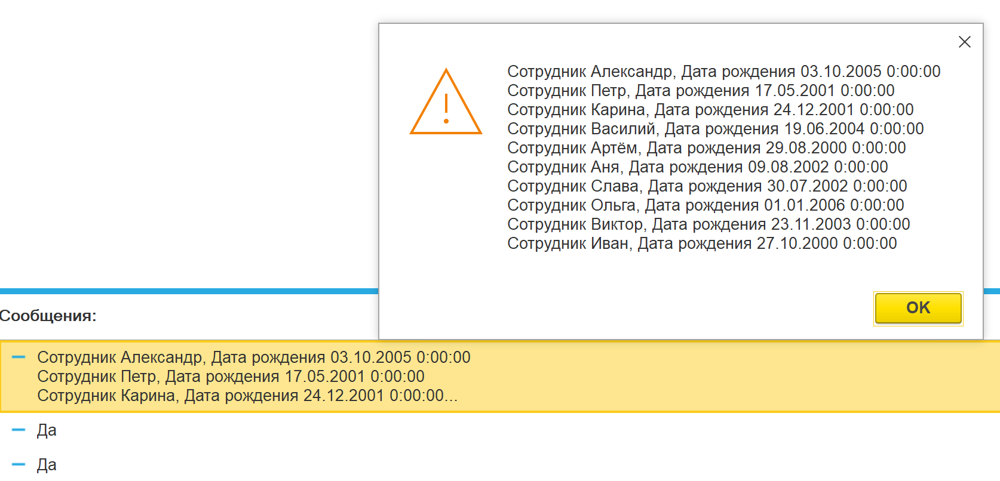 Сотрудник Александр, Дата рождения 03.10.2005 0:00:00
Сотрудник Петр, Дата рождения 17.05.2001 0:00:00
Сотрудник Карина, Дата рождения 24.12.2001 0:00:00
Сотрудник Василий, Дата рождения 19.06.2004 0:00:00
Сотрудник Артём, Дата рождения 29.08.2000 0:00:00
Сотрудник Аня, Дата рождения 09.08.2002 0:00:00
Сотрудник Слава, Дата рождения 30.07.2002 0:00:00
Сотрудник Ольга, Дата рождения 01.01.2006 0:00:00
Сотрудник Виктор, Дата рождения 23.11.2003 0:00:00
Сотрудник Иван, Дата рождения 27.10.2000 0:00:00
OK
Сообщения:
Сотрудник Александр, Дата рождения 03.10.2005 0:00:00
Сотрудник Петр, Дата рождения 17.05.2001 0:00:00
Сотрудник Карина, Дата рождения 24.12.2001 0:00:00...
Да
Да